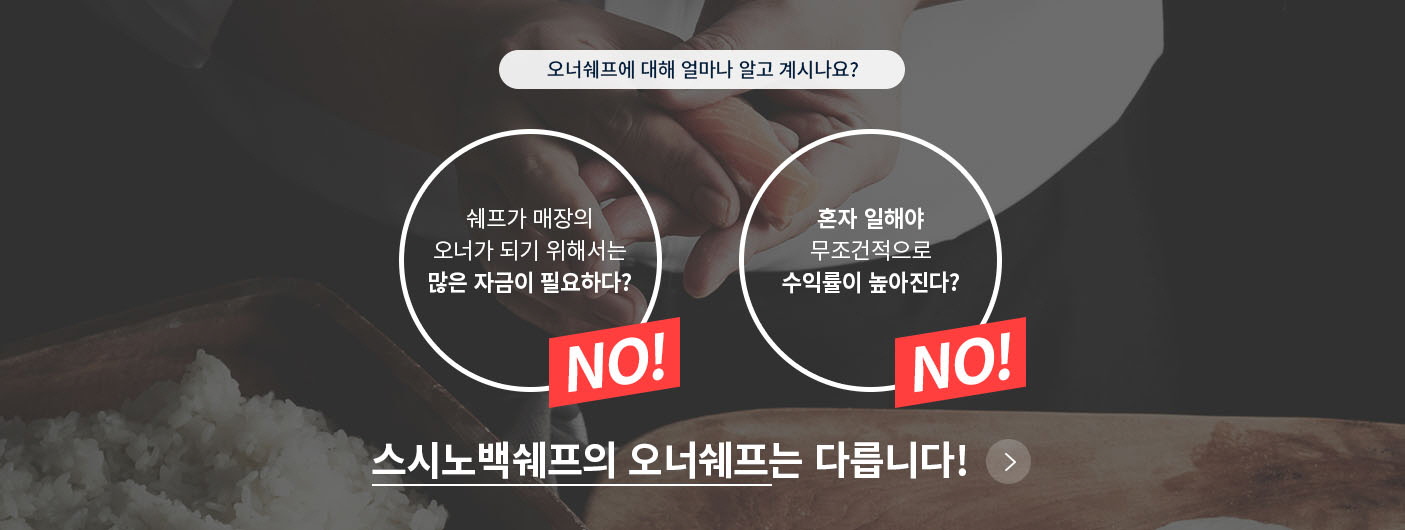 오너쉐프에 대해 얼마나 알고 계시나요?
쉐프가 매장의
오너가 되기 위해서는
많은 자금이 필요하다?
NO!
혼자 일해야
무조건적으로
수익률이 높아진다?
NO!
스시노백쉐프의 오너쉐프는 다릅니다!